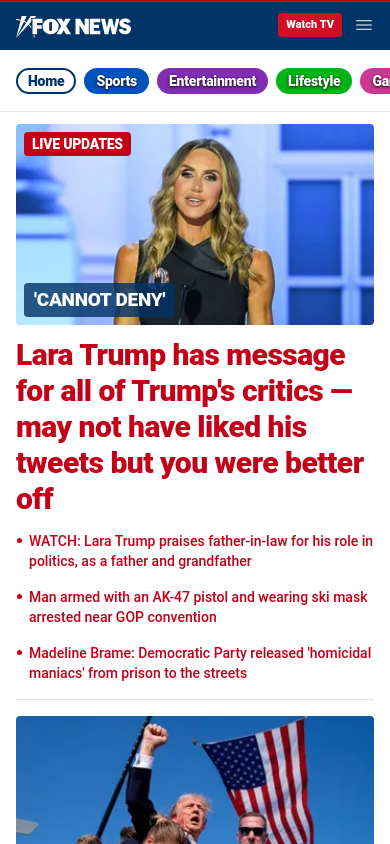 FOX NEWS
Watch TV
Home
Sports
Entertainment
Lifestyle
LIVE UPDATES
'CANNOT DENY'
Lara Trump has message
for all of Trump's critics —
may not have liked his
tweets but you were better
off
• WATCH: Lara Trump praises father-in-law for his role in
politics, as a father and grandfather
• Man armed with an AK-47 pistol and wearing ski mask
arrested near GOP convention
• Madeline Brame: Democratic Party released 'homicidal
maniacs' from prison to the streets